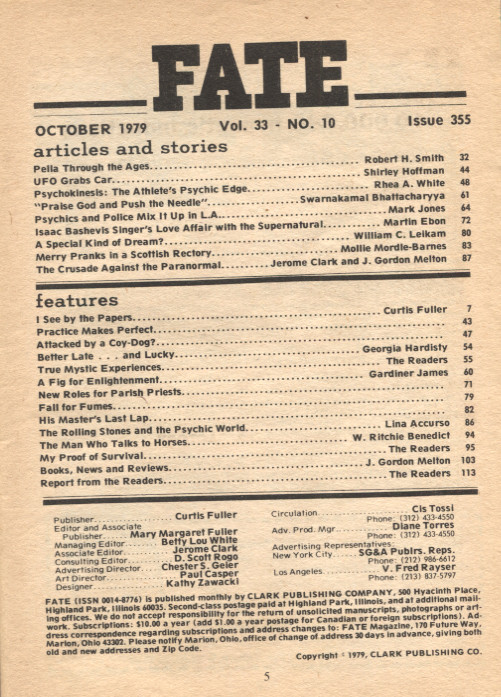 FATE
OCTOBER 1979 Vol. 33 - NO. 10 Issue 355
articles and stories
Pella Through the Ages Robert H. Smith 32
UFO Grabs Car Shirley Hoffman 44
Psychokinesis: The Athlete's Psychic Edge Rhea A. White 48
"Praise God and Push the Needle" Swarnakamal Bhattacharyya 61
Psychics and Police Mix It Up in L.A. Mark Jones 64
Isaac Bashevis Singer's Love Affair with the Supernatural Martin Ebon 72
A Special Kind of Dream? William C. Leikam 80
Merry Pranks in a Scottish Rectory Mollie Mordle-Barnes 83
The Crusade Against the Paranormal Jerome Clark and J. Gordon Melton 87
features
I See by the Papers Curtis Fuller 7
Practice Makes Perfect 43
Attacked by a Coy-Dog? 47
Better Late . . . and Lucky Georgia Hardisty 54
True Mystic Experiences The Readers 55
A Fig for Enlightenment Gardiner James 60
New Roles for Parish Priests 71
Fall for Fumes 79
His Master's Last Lap 82
The Rolling Stones and the Psychic World Lina Accurso 86
The Man Who Talks to Horses W. Ritchie Benedict 94
My Proof of Survival The Readers 95
Books, News and Reviews J. Gordon Melton 103
Report from the Readers The Readers 113
Publisher Curtis Fuller
Editor and Associate
Publisher Mary Margaret Fuller
Managing Editor Betty Lou White
Associate Editor Jerome Clark
Consulting Editor D. Scott Rogo
Advertising Director Chester S. Geier
Art Director Paul Casper
Designer Kathy Zawacki
Circulation Cis Tossi
Phone: (312) 433-4550
Adv. Prod. Mgr. Diane Torres
Phone: (312) 433-4550
Advertising Representatives:
New York City SG&A Publrs. Reps.
Phone: (212) 986-6612
Los Angeles V. Fred Rayser
Phone: (213) 837-5797
FATE (ISSN 0014-8776) is published monthly by CLARK PUBLISHING COMPANY, 500 Hyacinth Place,
Highland Park, Illinois 60035. Second-class postage paid at Highland Park, Illinois, and at additional mail-
ing offices. We do not accept responsibility for the return of unsolicited manuscripts, photographs or art-
work. Subscriptions: $10.00 a year (add $1.00 a year postage for Canadian or foreign subscriptions). Ad-
dress correspondence regarding subscriptions and address changes to: FATE Magazine, 170 Future Way,
Marion, Ohio 43302. Please notify Marion, Ohio, office of change of address 30 days in advance, giving both
old and new addresses and Zip Code.
Copyright © 1979, CLARK PUBLISHING CO.
5